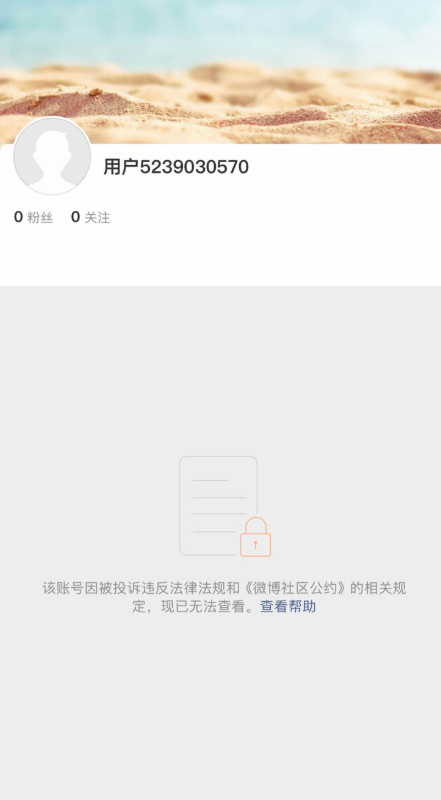 用户5239030570
0 粉丝 0 关注
该账号因被投诉违反法律法规和《微博社区公约》的相关规
定，现已无法查看。查看帮助